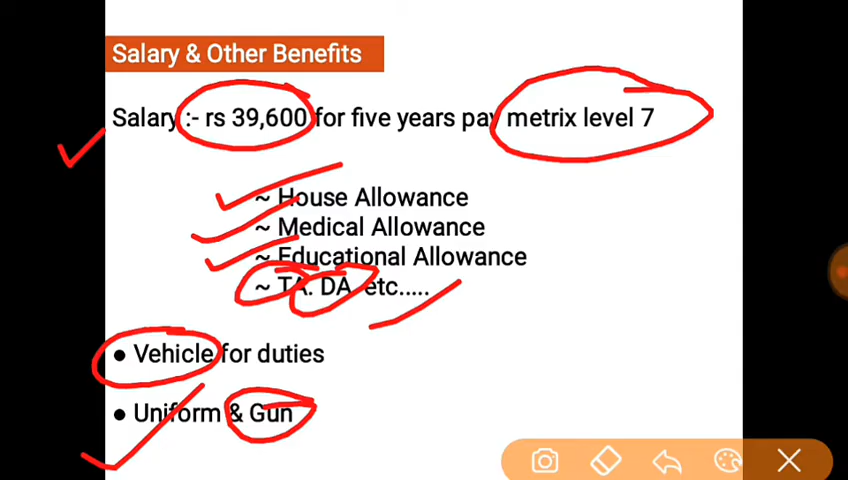 Salary & Other Benefits
Salary :- rs 39,600 for five years pay metrix level 7
~ House Allowance
~ Medical Allowance
~ Educational Allowance
~ TA. DA etc.....
● Vehicle for duties
● Uniform & Gun